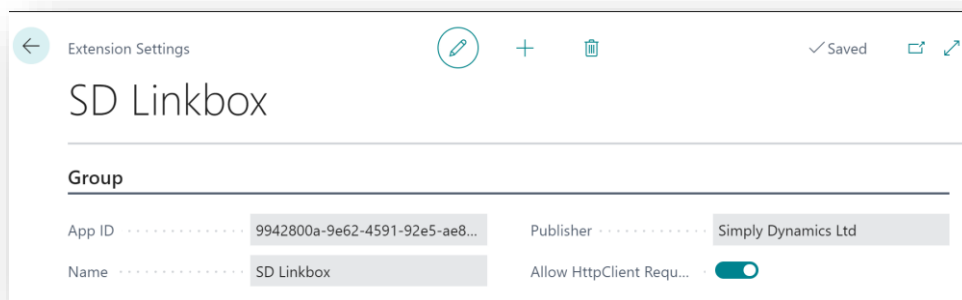 Extension Settings
Saved
SD Linkbox
Group
App ID 9942800a-9e62-4591-92e5-ae8...
Publisher Simply Dynamics Ltd
Name SD Linkbox
Allow HttpClient Requ...